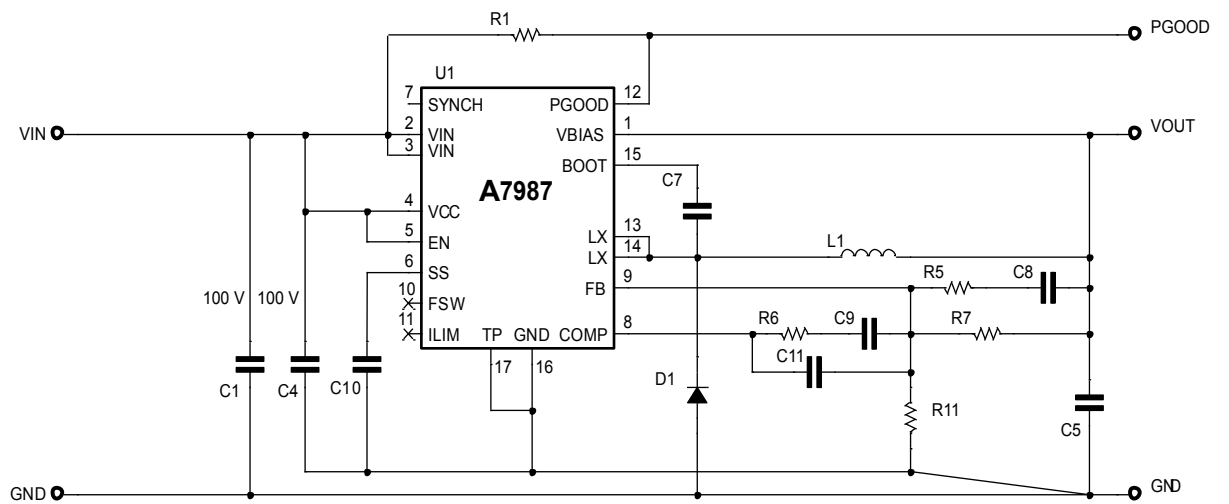 R1
PGOOD
U1
7
SYNCH
PGOOD
12
VIN
2
VIN
VBIAS
1
VOUT
3
VIN
BOOT
15
A7987
C7
4
VCC
LX
13
5
EN
LX
14
L1
6
SS
FB
9
R5
C8
100 V
100 V
10
FSW
11
ILIM
TP
GND
COMP
8
R6
C9
R7
17
16
C11
C1
C4
C10
D1
R11
C5
GND
GND